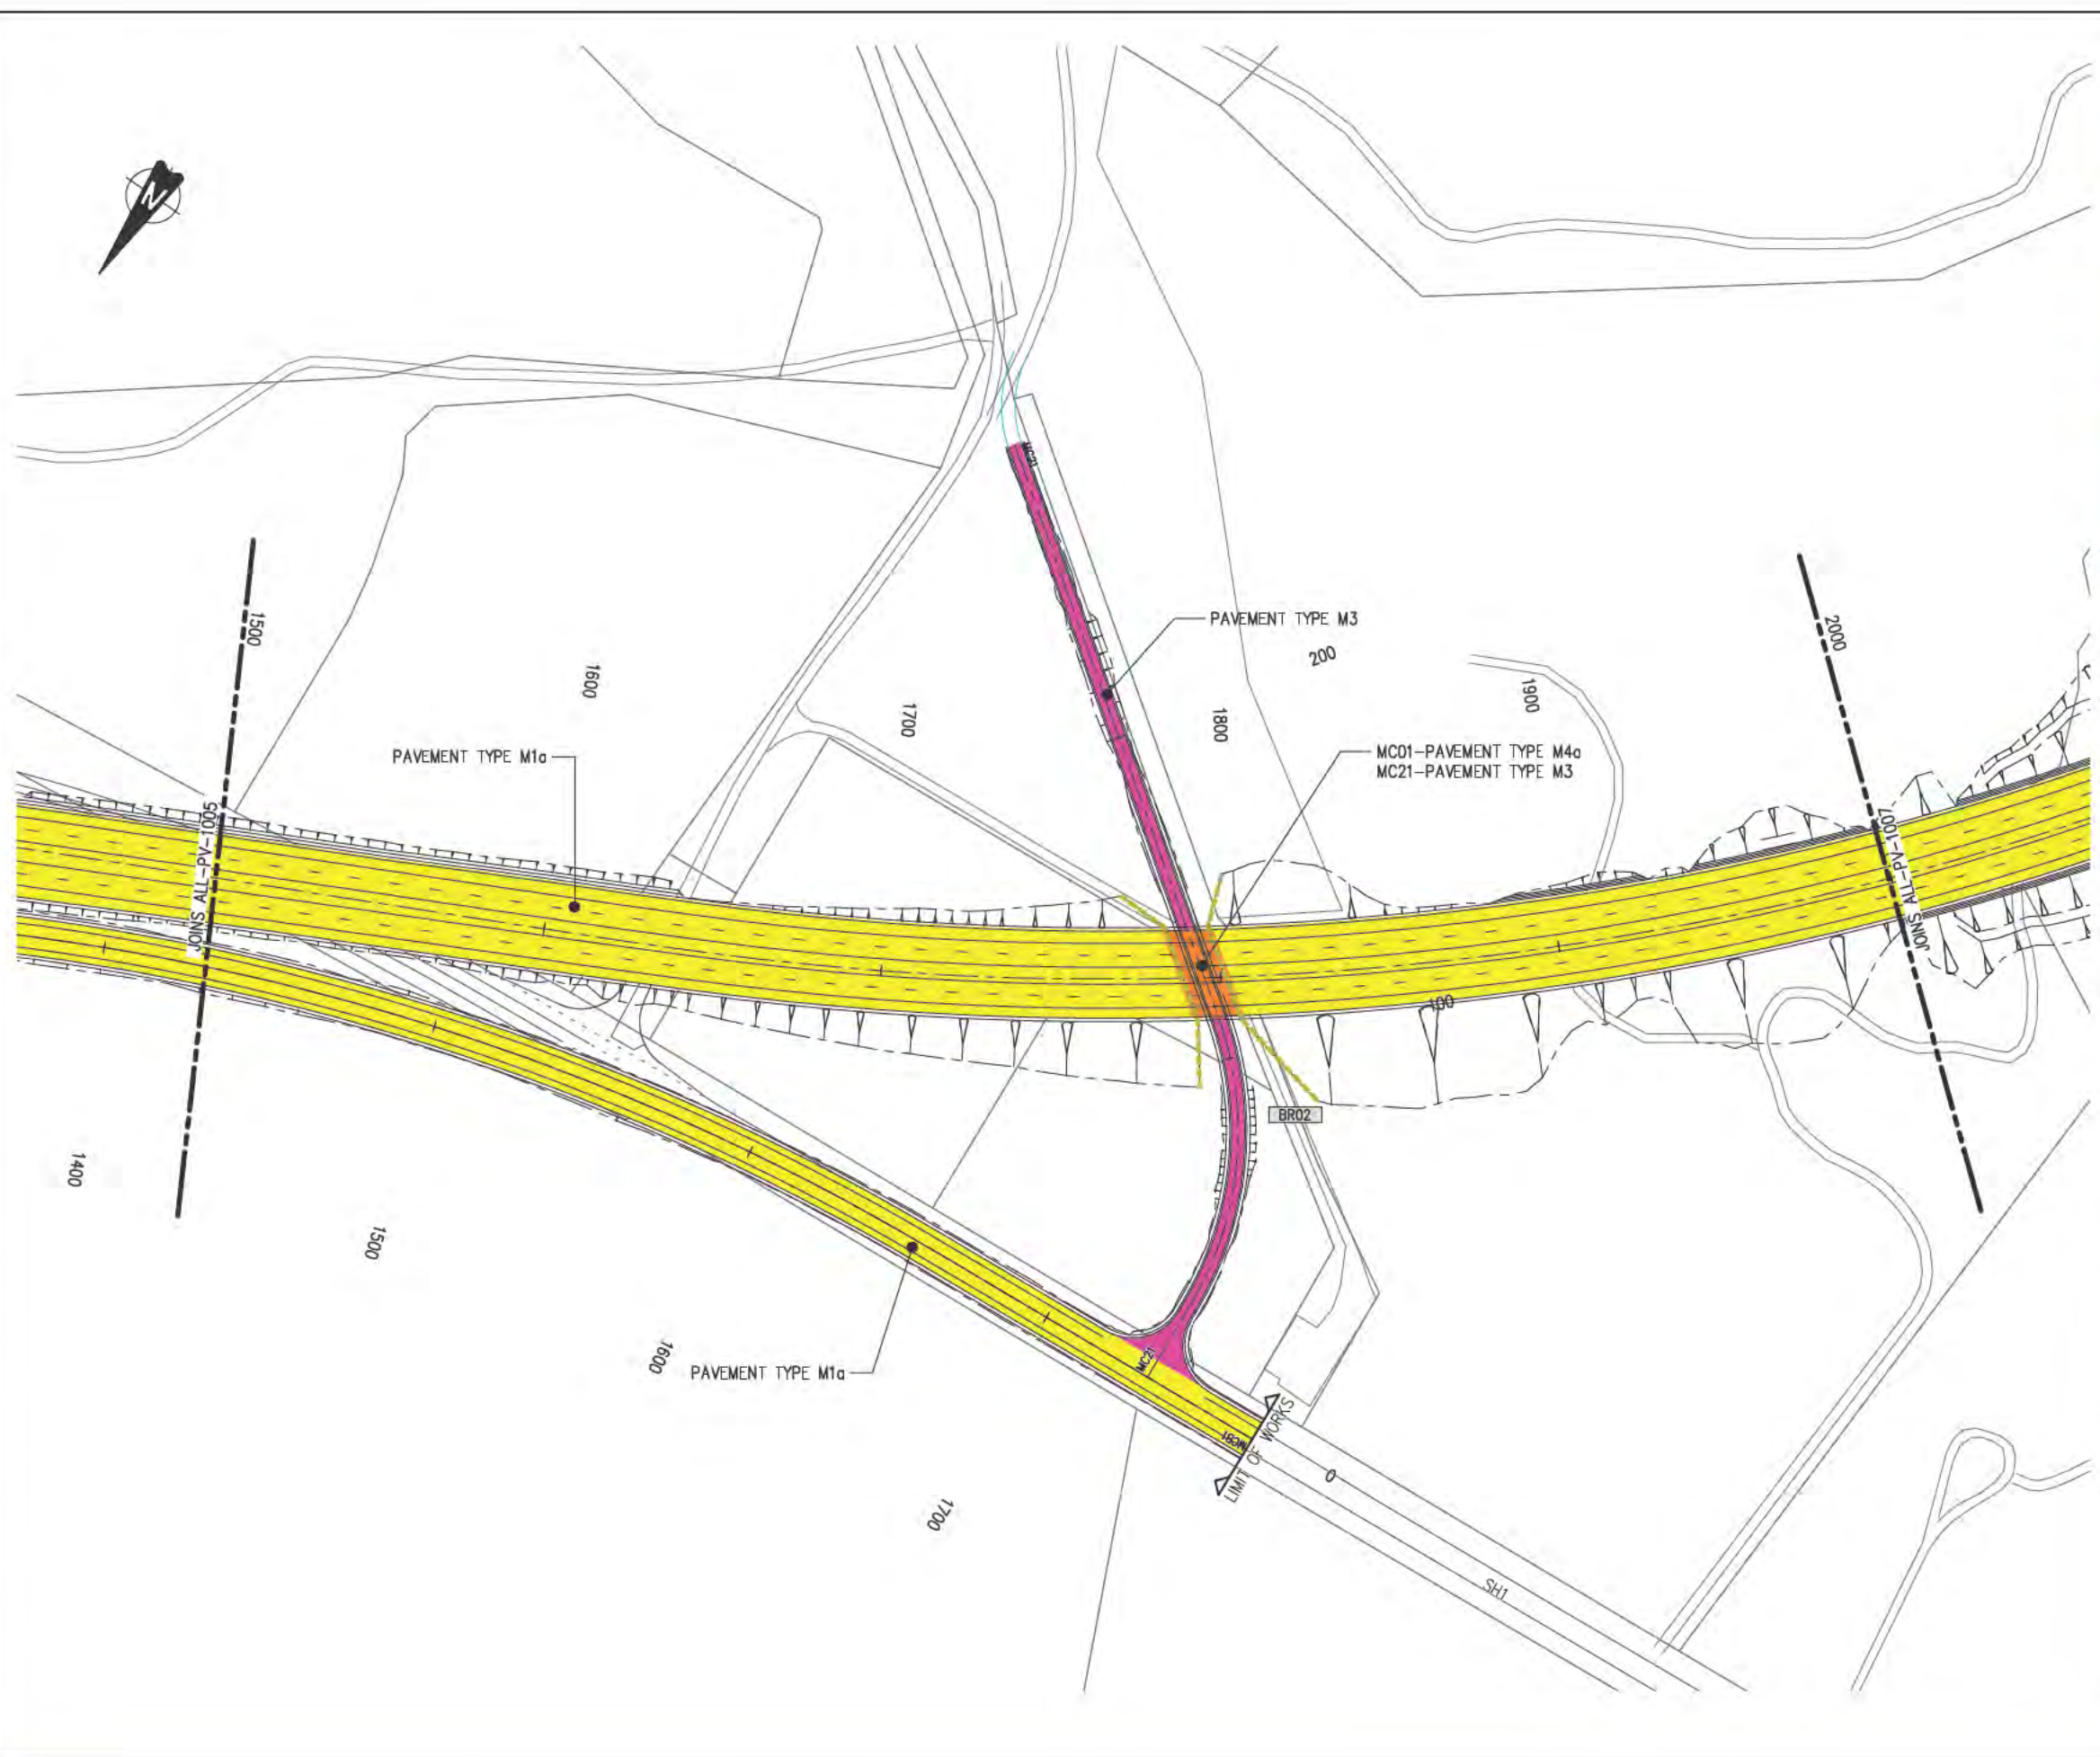 N
MC21
1500
PAVEMENT TYPE M3
2000
200
1600
1900
1700
1800
PAVEMENT TYPE M1a
MC01-PAVEMENT TYPE M4a
MC21-PAVEMENT TYPE M3
JOINS ALL-PV-1005
JOINS ALL-PV-1007
100
BR02
1400
1500
1600
PAVEMENT TYPE M1a
MC21
MCB1
LIMIT OF WORKS
0
1700
SH1